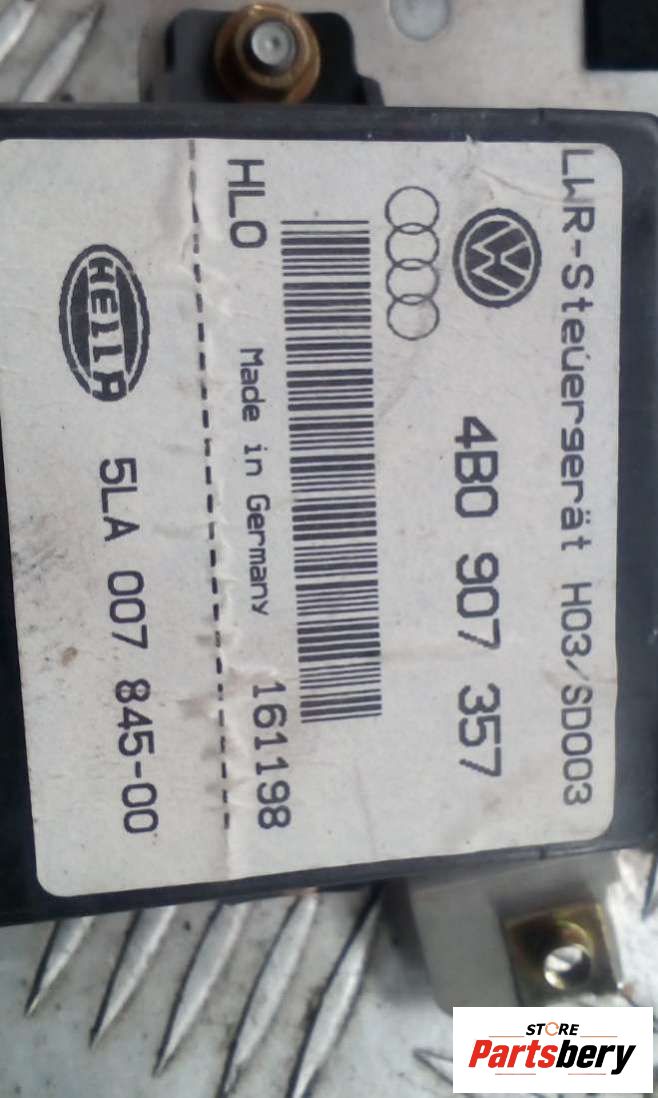 LWR-Steuergerät H03/SD003
4B0 907 357
HLO
Made in Germany 161198
HELLA 5LA 007 845-00
STORE
Partsbery